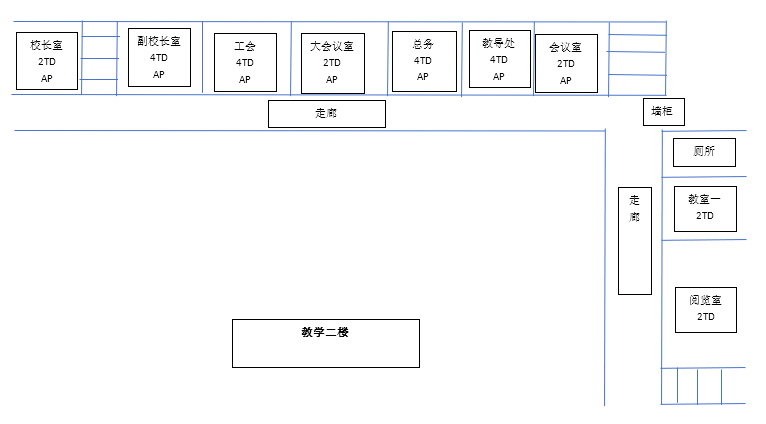 校长室
2TD
AP
副校长室
4TD
AP
工会
4TD
AP
大会议室
2TD
AP
总务
4TD
AP
教导处
4TD
AP
会议室
2TD
AP
走廊
墙柜
厕所
走
廊
教室一
2TD
阅览室
2TD
教学二楼